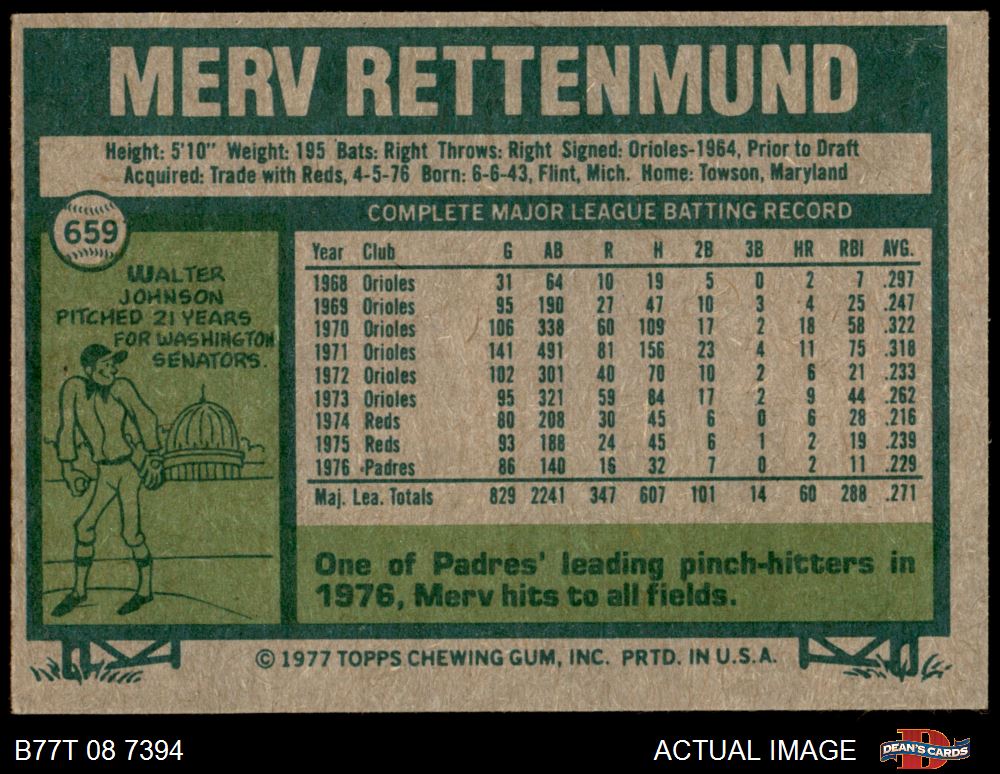 MERV RETTENMUND
Height: 5'10" Weight: 195 Bats: Right Throws: Right Signed: Orioles-1964, Prior to Draft
Acquired: Trade with Reds, 4-5-76 Born: 6-6-43, Flint, Mich. Home: Towson, Maryland
659
WALTER
JOHNSON
PITCHED 21 YEARS
FOR WASHINGTON
SENATORS.
COMPLETE MAJOR LEAGUE BATTING RECORD
Year Club G AB R H 2B 3B HR RBI AVG.
1968 Orioles 31 64 10 19 5 0 2 7 .297
1969 Orioles 95 190 27 47 10 3 4 25 .247
1970 Orioles 106 338 60 109 17 2 18 58 .322
1971 Orioles 141 491 81 156 23 4 11 75 .318
1972 Orioles 102 301 40 70 10 2 6 21 .233
1973 Orioles 95 321 59 84 17 2 9 44 .262
1974 Reds 80 208 30 45 6 0 6 28 .216
1975 Reds 93 188 24 45 6 1 2 19 .239
1976 Padres 86 140 16 32 7 0 2 11 .229
Maj. Lea. Totals 829 2241 347 607 101 14 60 288 .271
One of Padres' leading pinch-hitters in
1976, Merv hits to all fields.
© 1977 TOPPS CHEWING GUM, INC. PRTD. IN U.S.A.
B77T 08 7394
ACTUAL IMAGE
DEAN'S CARDS